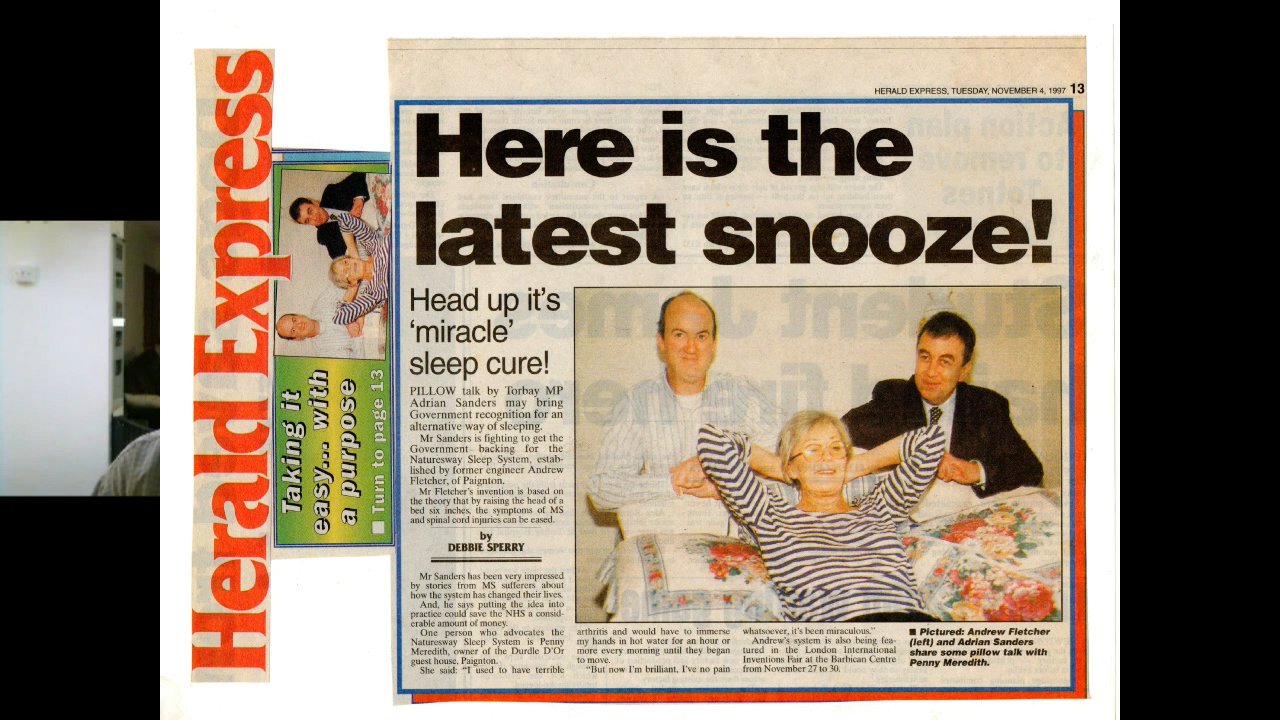 Herald Express
Taking it
easy... with
a purpose
■ Turn to page 13
HERALD EXPRESS, TUESDAY, NOVEMBER 4, 1997 13
Here is the
latest snooze!
Head up it's
'miracle'
sleep cure!
PILLOW talk by Torbay MP
Adrian Sanders may bring
Government recognition for an
alternative way of sleeping.
Mr Sanders is fighting to get the
Government backing for the
Naturesway Sleep System, estab-
lished by former engineer Andrew
Fletcher, of Paignton.
Mr Fletcher's invention is based on
the theory that by raising the head of a
bed six inches, the symptoms of MS
and spinal cord injuries can be eased.
by
DEBBIE SPERRY
Mr Sanders has been very impressed
by stories from MS sufferers about
how the system has changed their lives.
And, he says putting the idea into
practice could save the NHS a consid-
erable amount of money.
One person who advocates the
Naturesway Sleep System is Penny
Meredith, owner of the Durdle D'Or
guest house, Paignton.
She said: "I used to have terrible
arthritis and would have to immerse
my hands in hot water for an hour or
more every morning until they began
to move.
"But now I'm brilliant, I've no pain
whatsoever, it's been miraculous."
Andrew's system is also being fea-
tured in the London International
Inventions Fair at the Barbican Centre
from November 27 to 30.
■ Pictured: Andrew Fletcher
(left) and Adrian Sanders
share some pillow talk with
Penny Meredith.